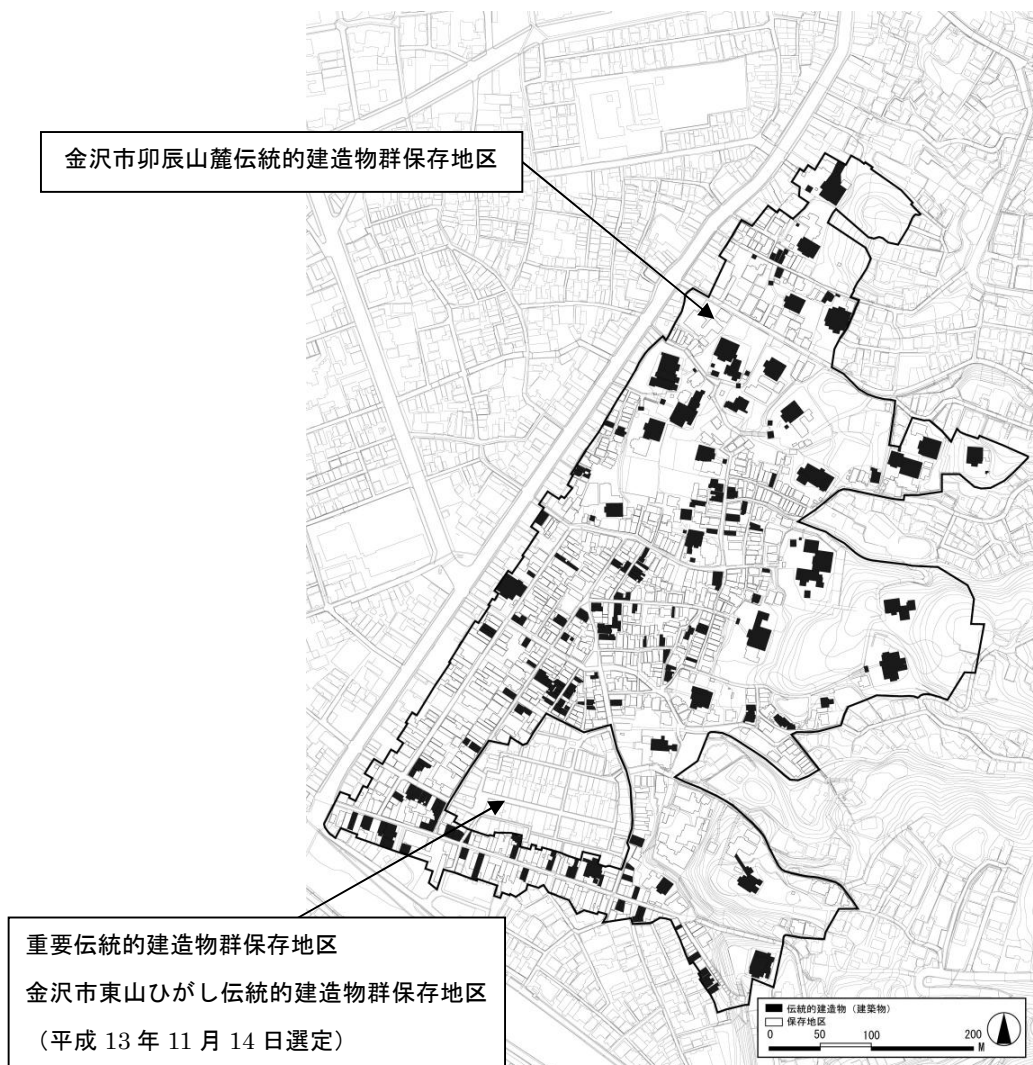 金沢市卯辰山麓伝統的建造物群保存地区
重要伝統的建造物群保存地区
金沢市東山ひがし伝統的建造物群保存地区
（平成 13 年 11 月 14 日選定）
伝統的建造物（建築物）
保存地区
0 50 100 200
M